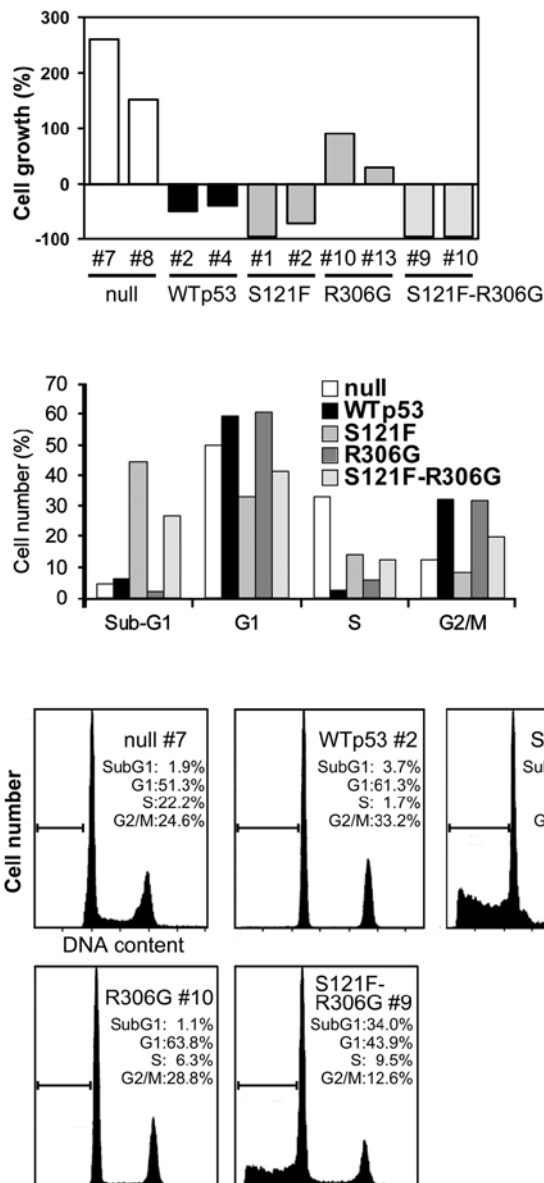 Cell growth (%)
300
200
100
0
-100
#7 #8 #2 #4 #1 #2 #10 #13 #9 #10
null WTp53 S121F R306G S121F-R306G
Cell number (%)
70
60
50
40
30
20
10
0
null
WTp53
S121F
R306G
S121F-R306G
Sub-G1 G1 S G2/M
Cell number
null #7
SubG1: 1.9%
G1:51.3%
S:22.2%
G2/M:24.6%
DNA content
WTp53 #2
SubG1: 3.7%
G1:61.3%
S: 1.7%
G2/M:33.2%
S
Sub
G
R306G #10
SubG1: 1.1%
G1:63.8%
S: 6.3%
G2/M:28.8%
S121F-
R306G #9
SubG1:34.0%
G1:43.9%
S: 9.5%
G2/M:12.6%